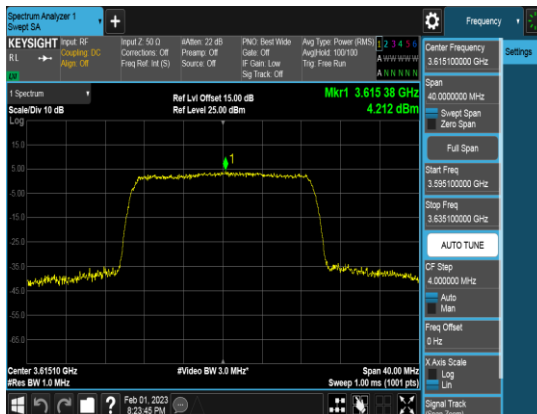 Spectrum Analyzer 1
Swept SA
+
Frequency
KEYSIGHT
RL
Input: RF
Coupling: DC
Align: Off
Input Z: 50 Ω
Corrections: Off
Freq Ref: Int (S)
#Atten: 22 dB
Preamp: Off
Source: Off
PNO: Best Wide
Gate: Off
IF Gain: Low
Sig Track: Off
Avg Type: Power (RMS)
Avg|Hold: 100/100
Trig: Free Run
1 2 3 4 5 6
A W W W W W
A N N N N N
1 Spectrum
Scale/Div 10 dB
Ref Lvl Offset 15.00 dB
Ref Level 25.00 dBm
Mkr1 3.615 38 GHz
4.212 dBm
Log
15.0
5.00
-5.00
-15.0
-25.0
-35.0
-45.0
-55.0
-65.0
1
Center 3.61510 GHz
#Res BW 1.0 MHz
#Video BW 3.0 MHz*
Span 40.00 MHz
Sweep 1.00 ms (1001 pts)
Feb 01, 2023
8:23:45 PM
Center Frequency
3.615100000 GHz
Settings
Span
40.0000000 MHz
Swept Span
Zero Span
Full Span
Start Freq
3.595100000 GHz
Stop Freq
3.635100000 GHz
AUTO TUNE
CF Step
4.000000 MHz
Auto
Man
Freq Offset
0 Hz
X Axis Scale
Log
Lin
Signal Track